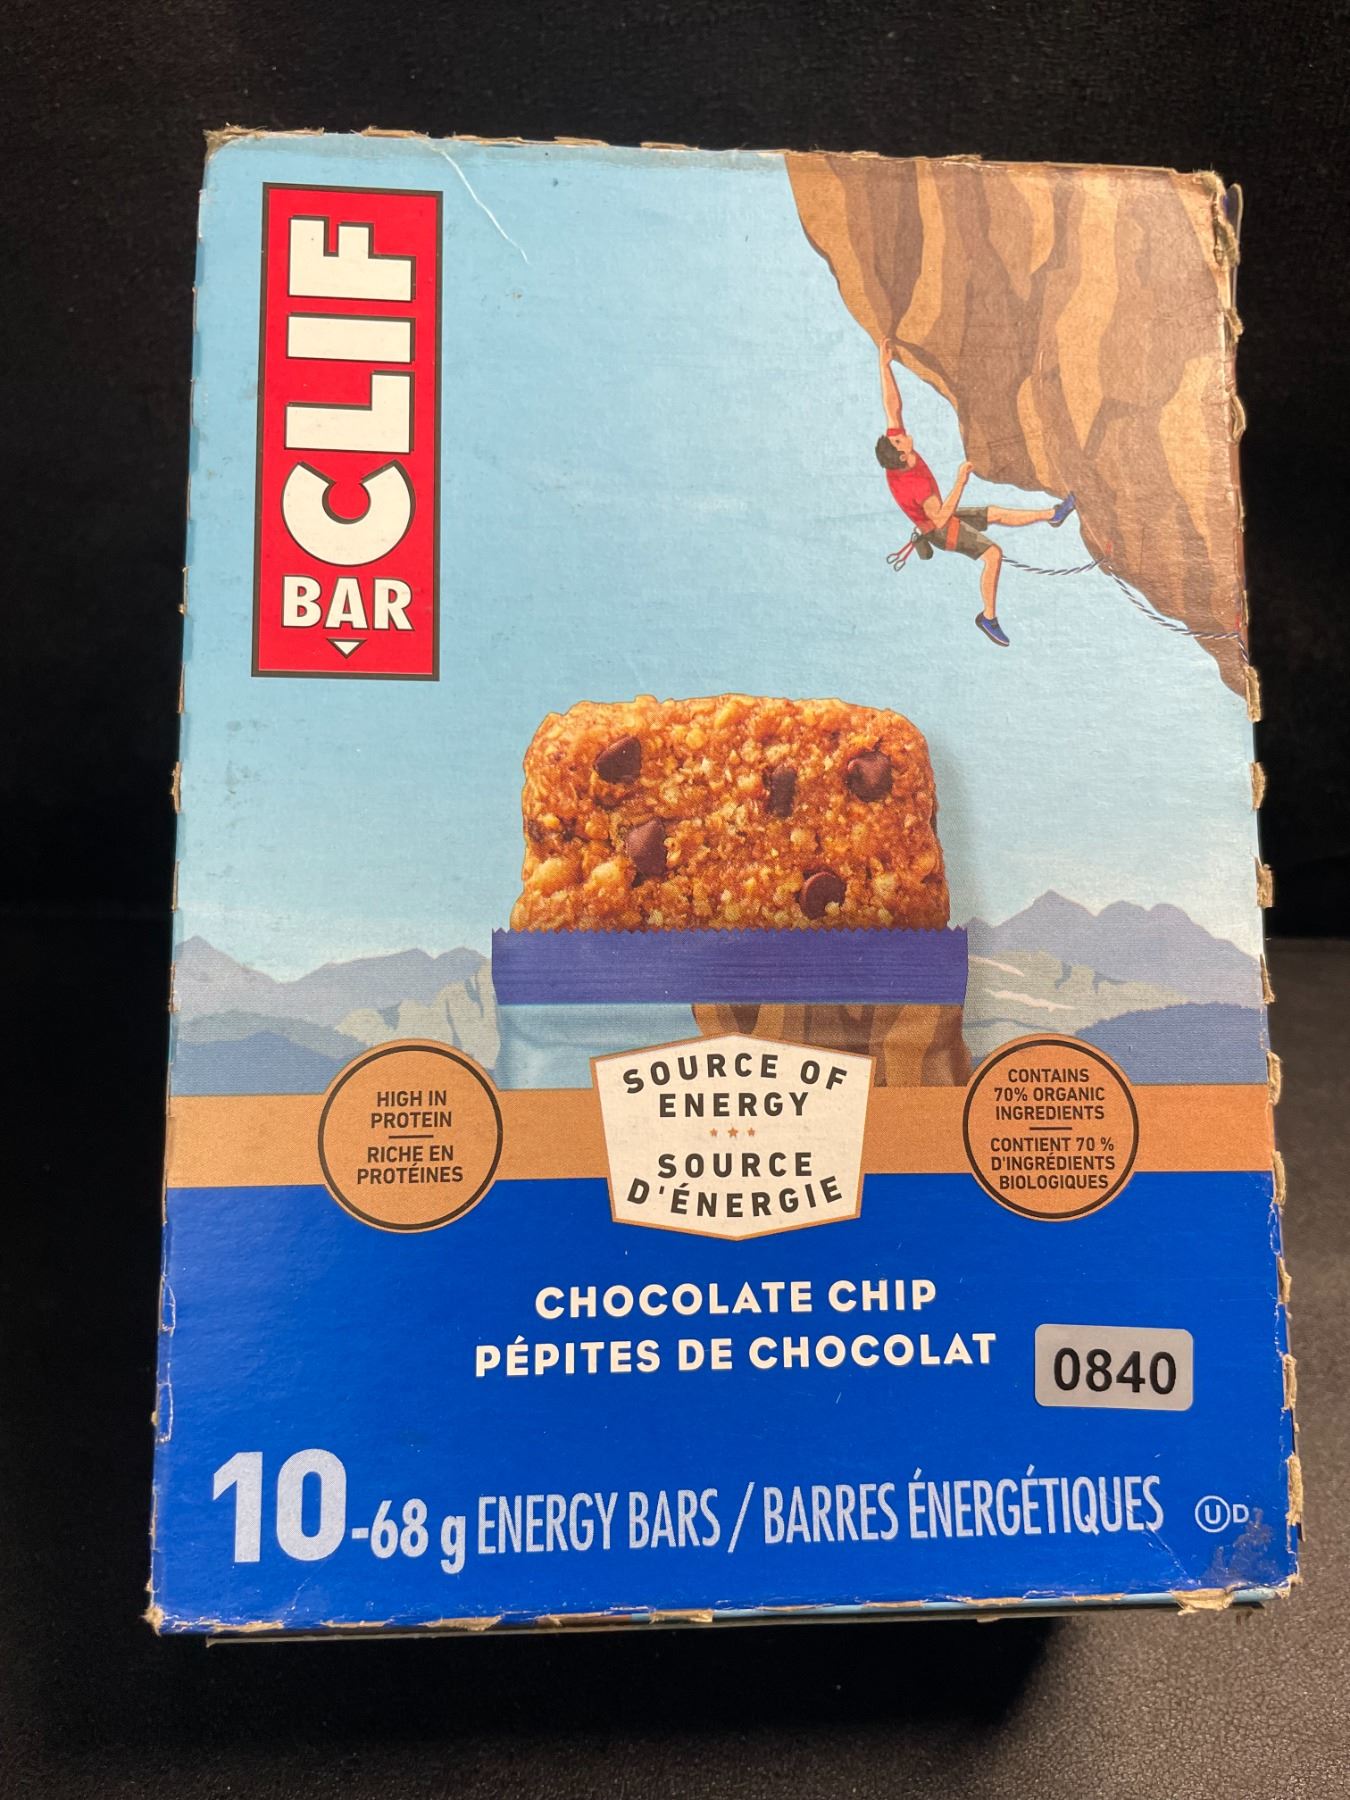 CLIF
BAR
HIGH IN
PROTEIN
RICHE EN
PROTÉINES
SOURCE OF
ENERGY
SOURCE
D'ÉNERGIE
CONTAINS
70% ORGANIC
INGREDIENTS
CONTIENT 70 %
D'INGRÉDIENTS
BIOLOGIQUES
CHOCOLATE CHIP
PÉPITES DE CHOCOLAT
0840
10-68 g ENERGY BARS / BARRES ÉNERGÉTIQUES
U D